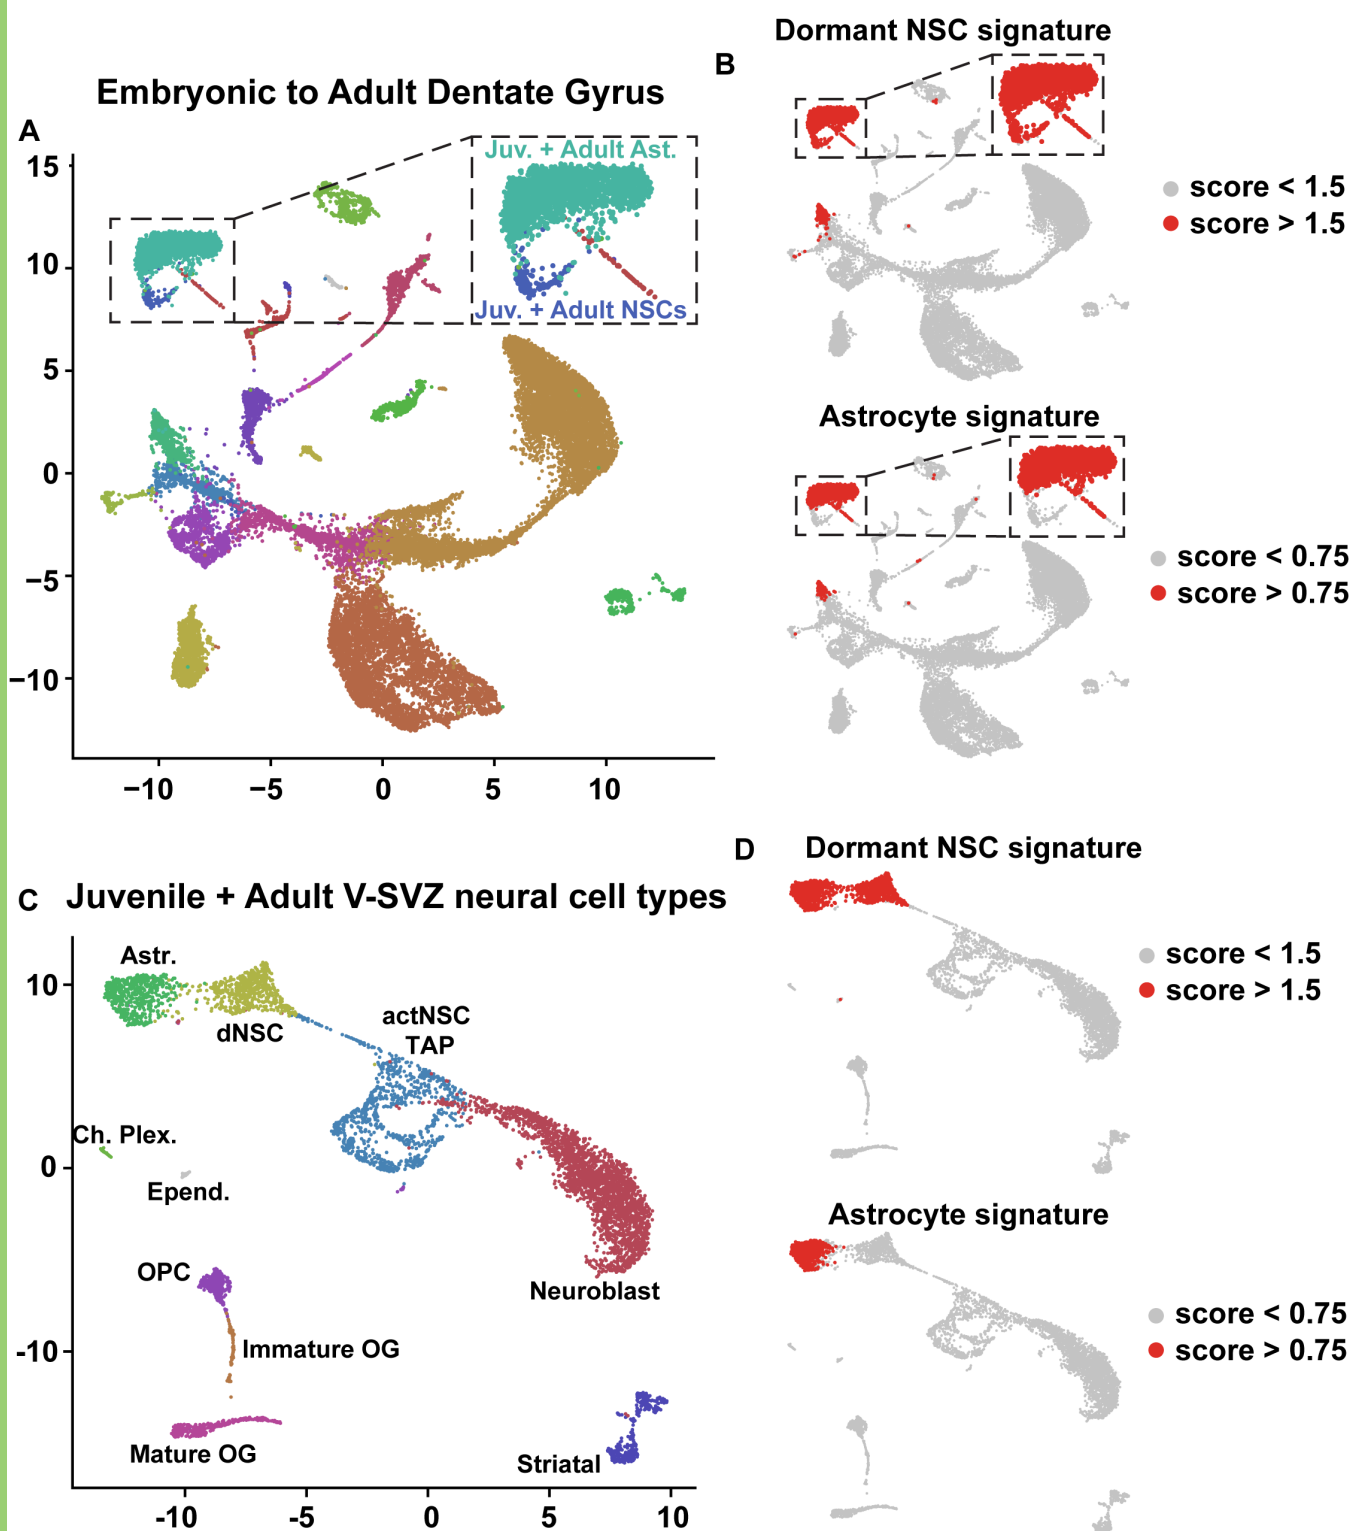 Embryonic to Adult Dentate Gyrus
A
15
10
5
0
−5
−10
−10
−5
0
5
10
Juv. + Adult Ast.
Juv. + Adult NSCs
B
Dormant NSC signature
score < 1.5
score > 1.5
Astrocyte signature
score < 0.75
score > 0.75
C
Juvenile + Adult V-SVZ neural cell types
10
0
-10
-10
-5
0
5
10
Astr.
dNSC
actNSC
TAP
Ch. Plex.
Epend.
OPC
Immature OG
Mature OG
Neuroblast
Striatal
D
Dormant NSC signature
score < 1.5
score > 1.5
Astrocyte signature
score < 0.75
score > 0.75